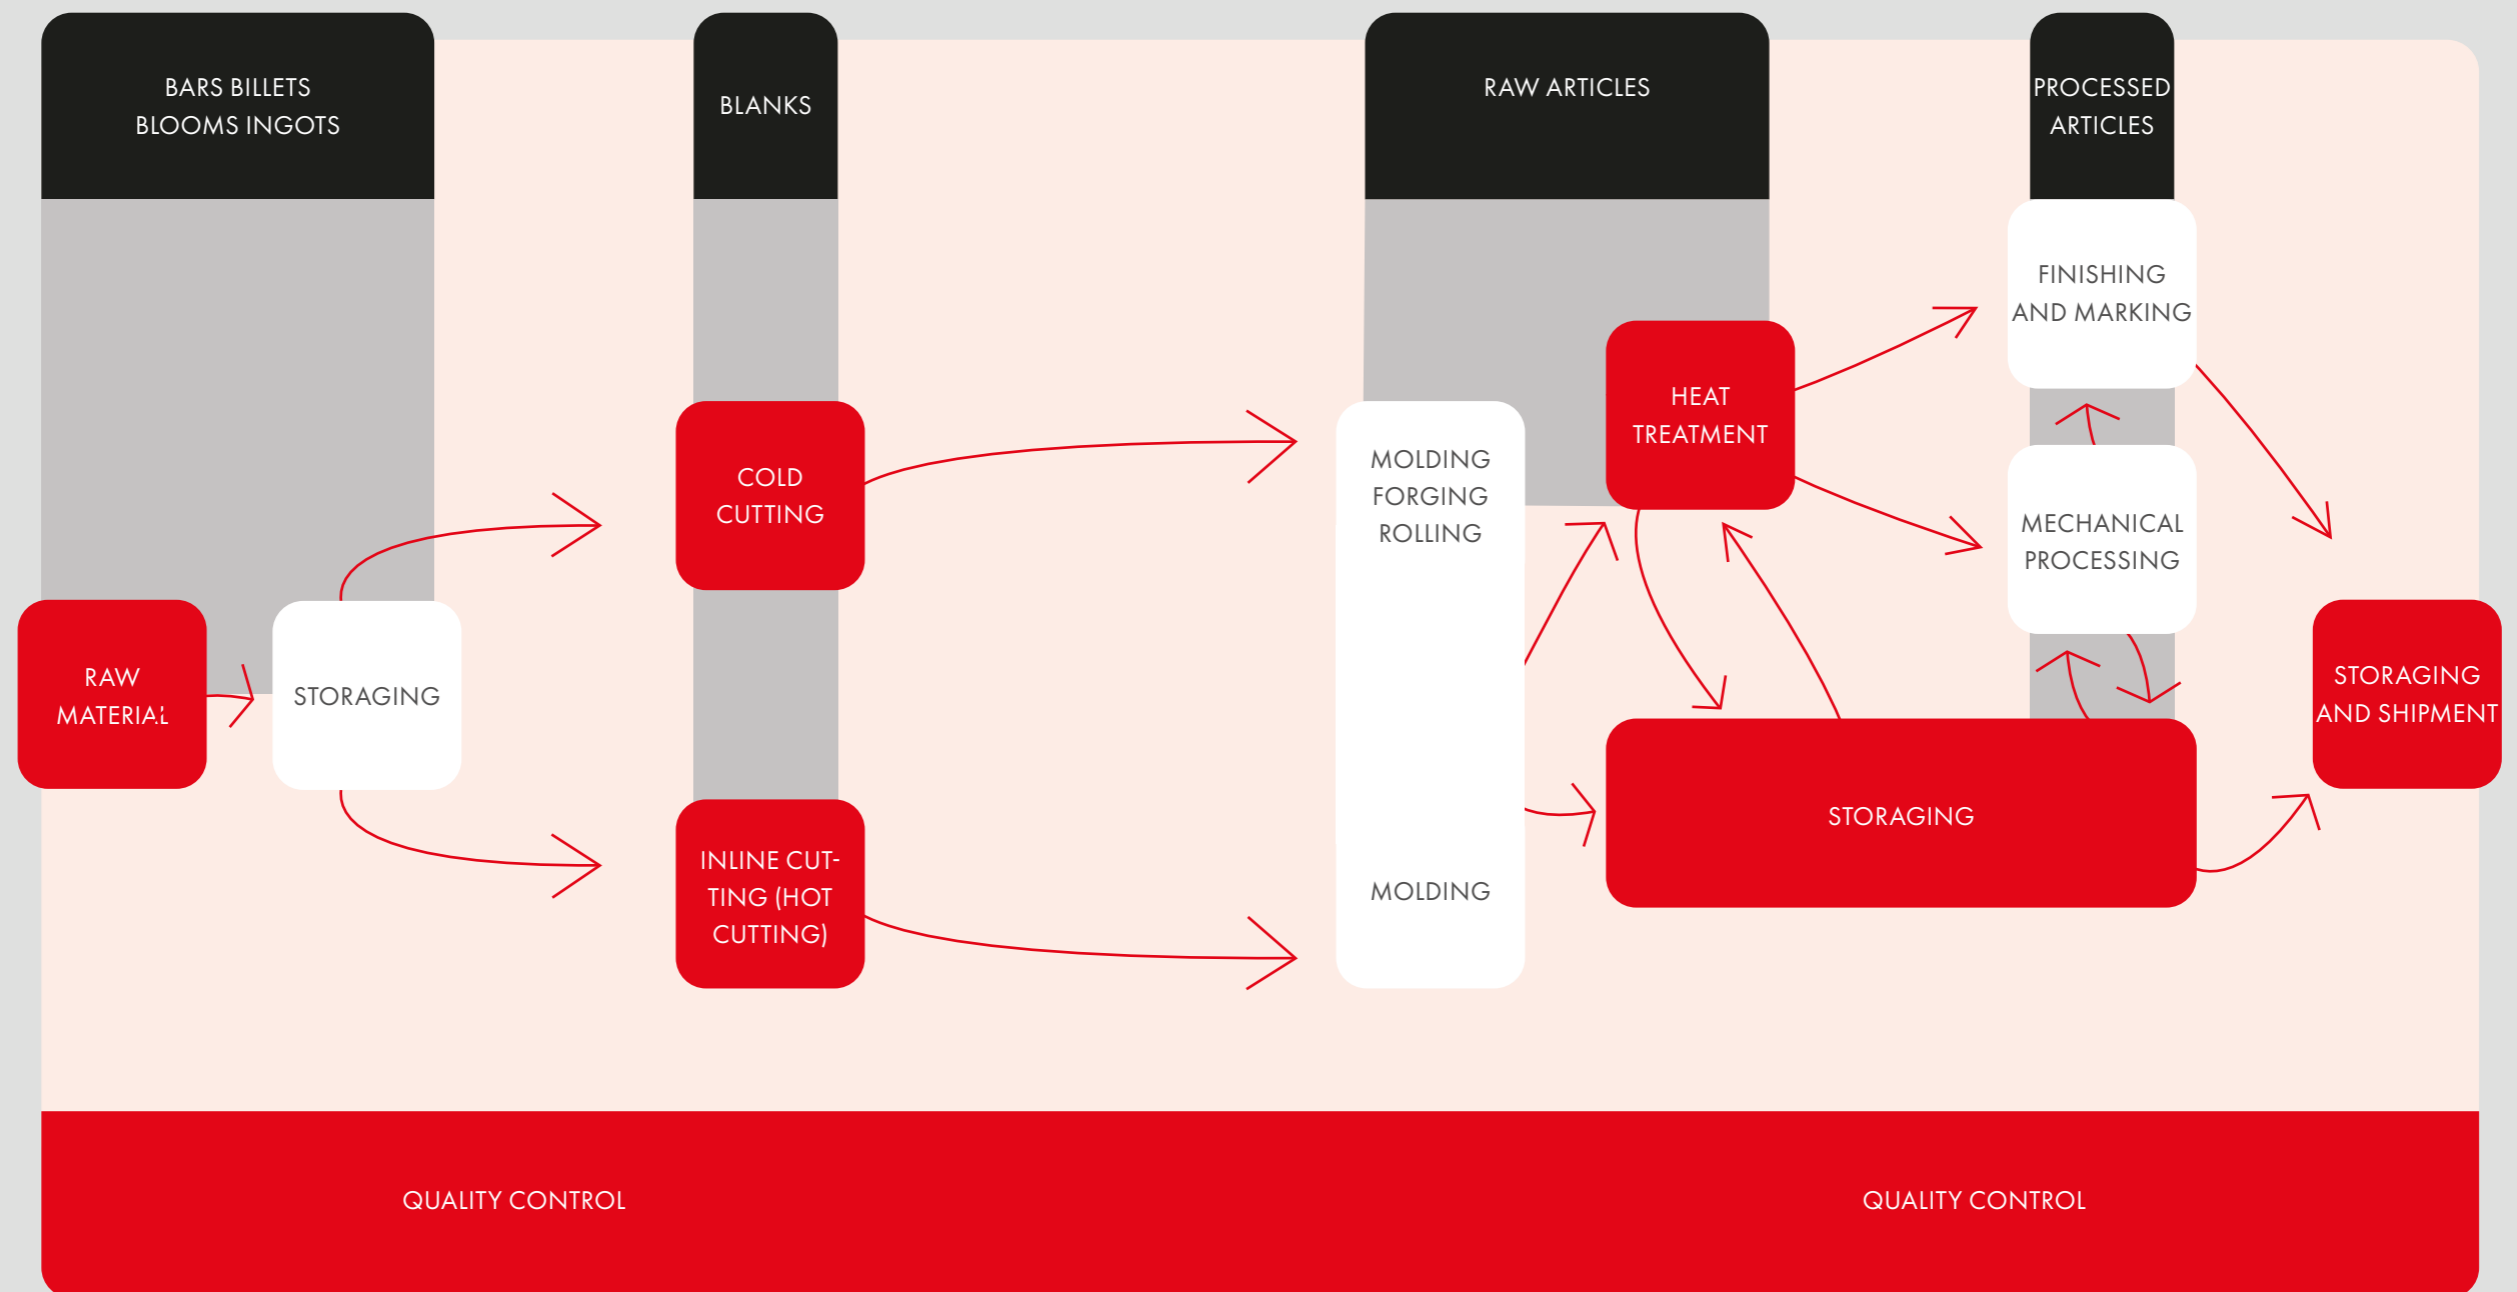 BARS BILLETS
BLOOMS INGOTS
BLANKS
RAW ARTICLES
PROCESSED
ARTICLES
RAW
MATERIAL
STORAGING
COLD
CUTTING
INLINE CUT-
TING (HOT
CUTTING)
MOLDING
FORGING
ROLLING
MOLDING
HEAT
TREATMENT
STORAGING
FINISHING
AND MARKING
MECHANICAL
PROCESSING
STORAGING
AND SHIPMENT
QUALITY CONTROL
QUALITY CONTROL